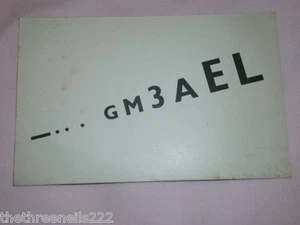 —·· · GM3AEL
thethreenells222